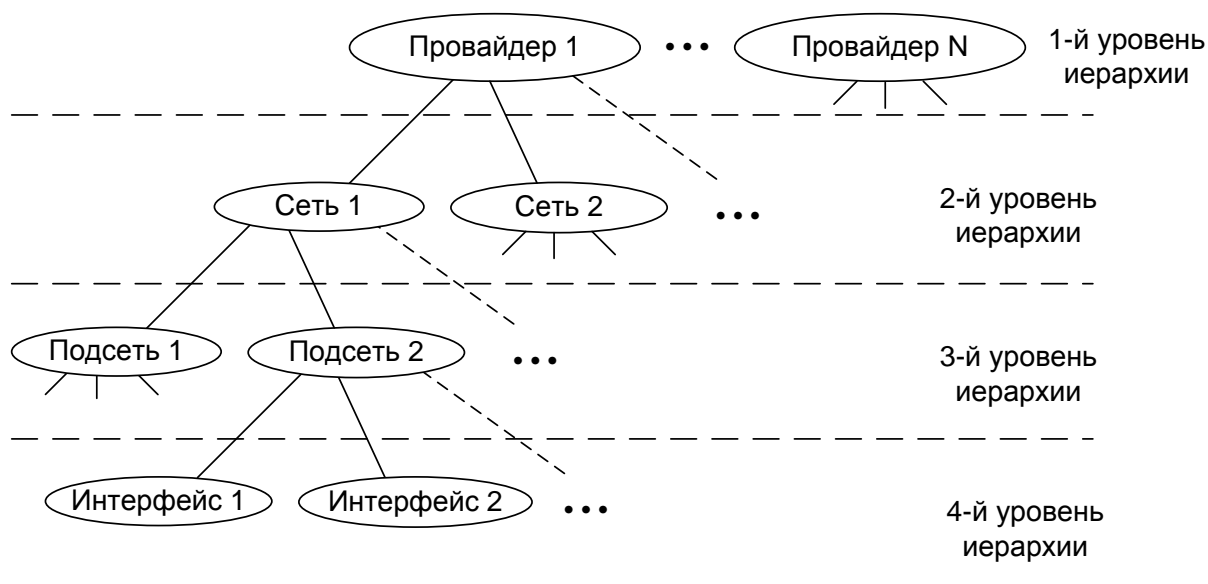 Провайдер 1
•••
Провайдер N
1-й уровень
иерархии
Сеть 1
Сеть 2
•••
2-й уровень
иерархии
Подсеть 1
Подсеть 2
•••
3-й уровень
иерархии
Интерфейс 1
Интерфейс 2
•••
4-й уровень
иерархии